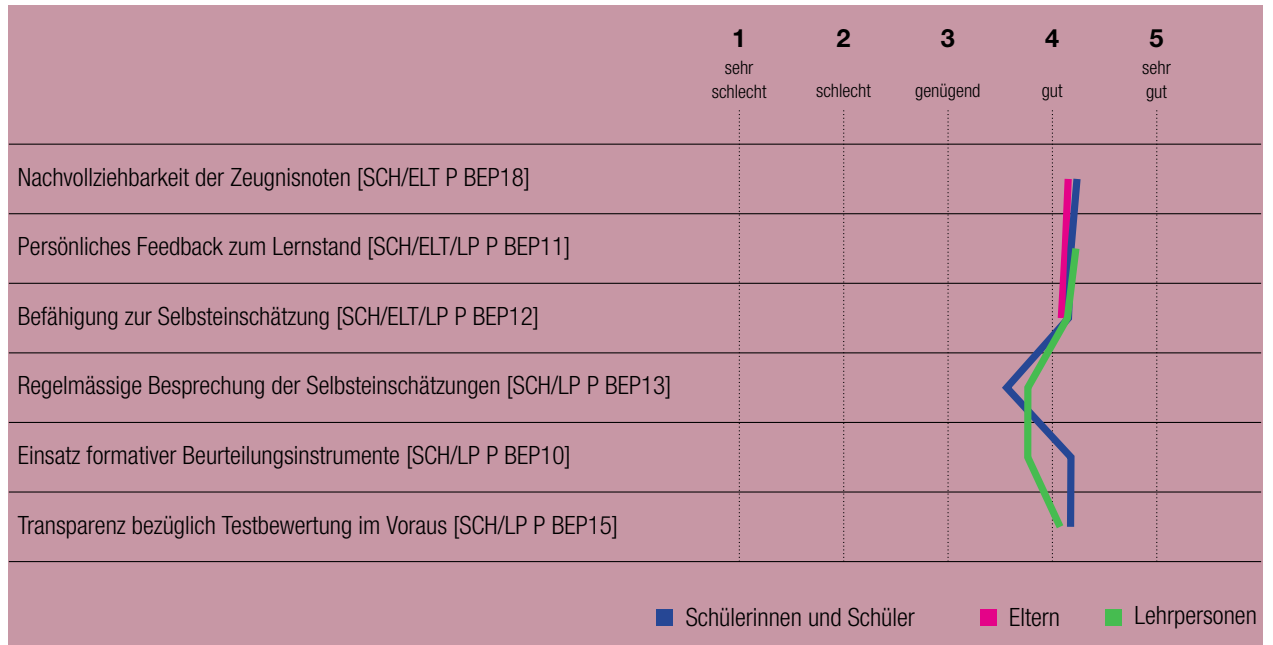 1 2 3 4 5
sehr schlecht schlecht genügend gut sehr gut
Nachvollziehbarkeit der Zeugnisnoten [SCH/ELT P BEP18]
Persönliches Feedback zum Lernstand [SCH/ELT/LP P BEP11]
Befähigung zur Selbsteinschätzung [SCH/ELT/LP P BEP12]
Regelmässige Besprechung der Selbsteinschätzungen [SCH/LP P BEP13]
Einsatz formativer Beurteilungsinstrumente [SCH/LP P BEP10]
Transparenz bezüglich Testbewertung im Voraus [SCH/LP P BEP15]
Schülerinnen und Schüler Eltern Lehrpersonen